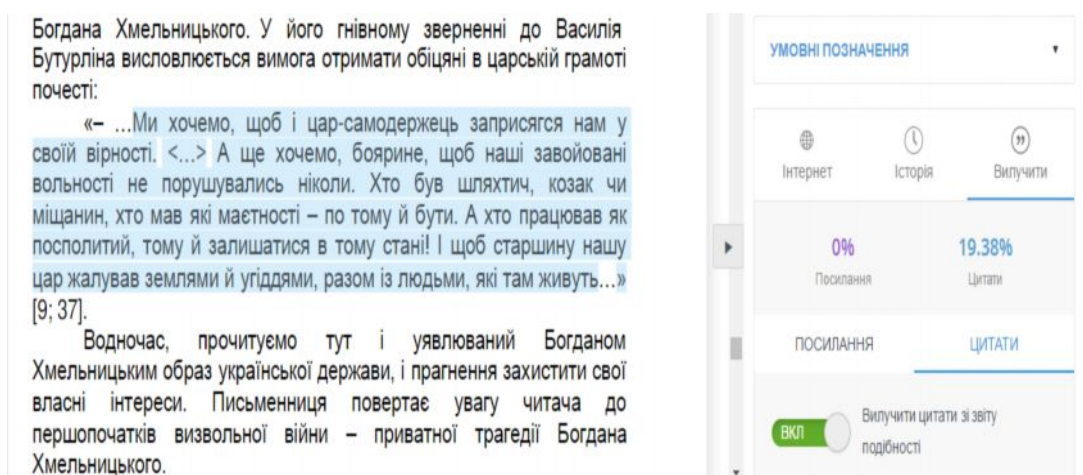 Богдана Хмельницького. У його гнівному зверненні до Василія
Бутурліна висловлюється вимога отримати обіцяні в царській грамоті
почесті:
«– …Ми хочемо, щоб і цар-самодержець заприсягся нам у
своїй вірності. <...> А ще хочемо, боярине, щоб наші завойовані
вольності не порушувались ніколи. Хто був шляхтич, козак чи
міщанин, хто мав які маєтності – по тому й бути. А хто працював як
посполитий, тому й залишатися в тому стані! І щоб старшину нашу
цар жалував землями й угіддями, разом із людьми, які там живуть…»
[9; 37].
Водночас, прочитуємо тут і уявлюваний Богданом
Хмельницьким образ української держави, і прагнення захистити свої
власні інтереси. Письменниця повертає увагу читача до
першопочатків визвольної війни – приватної трагедії Богдана
Хмельницького.
УМОВНІ ПОЗНАЧЕННЯ
Інтернет Історія Вилучити
0% 19.38%
Посилання Цитати
ПОСИЛАННЯ ЦИТАТИ
ВКЛ Вилучити цитати зі звіту
подібності